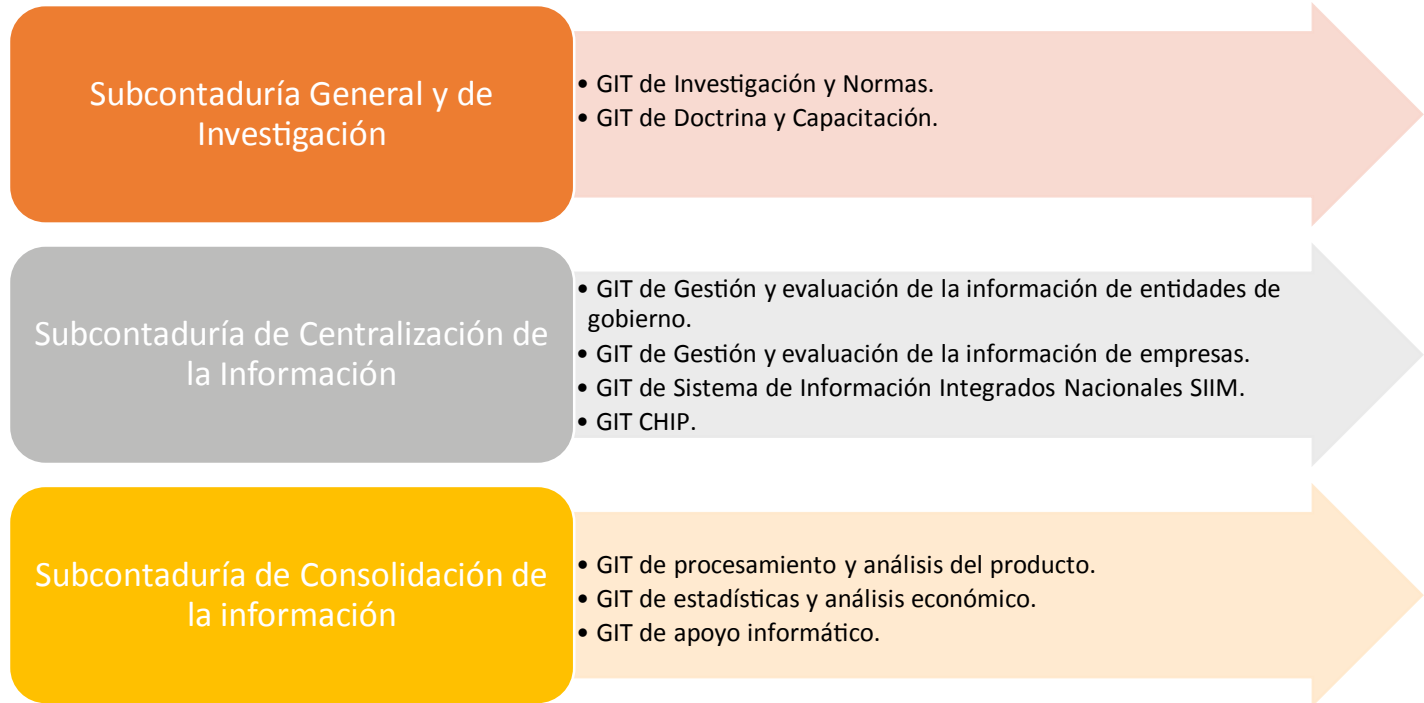 Subcontaduría General y de
Investigación
• GIT de Investigación y Normas.
• GIT de Doctrina y Capacitación.
Subcontaduría de Centralización de
la Información
• GIT de Gestión y evaluación de la información de entidades de
gobierno.
• GIT de Gestión y evaluación de la información de empresas.
• GIT de Sistema de Información Integrados Nacionales SIIM.
• GIT CHIP.
Subcontaduría de Consolidación de
la información
• GIT de procesamiento y análisis del producto.
• GIT de estadísticas y análisis económico.
• GIT de apoyo informático.